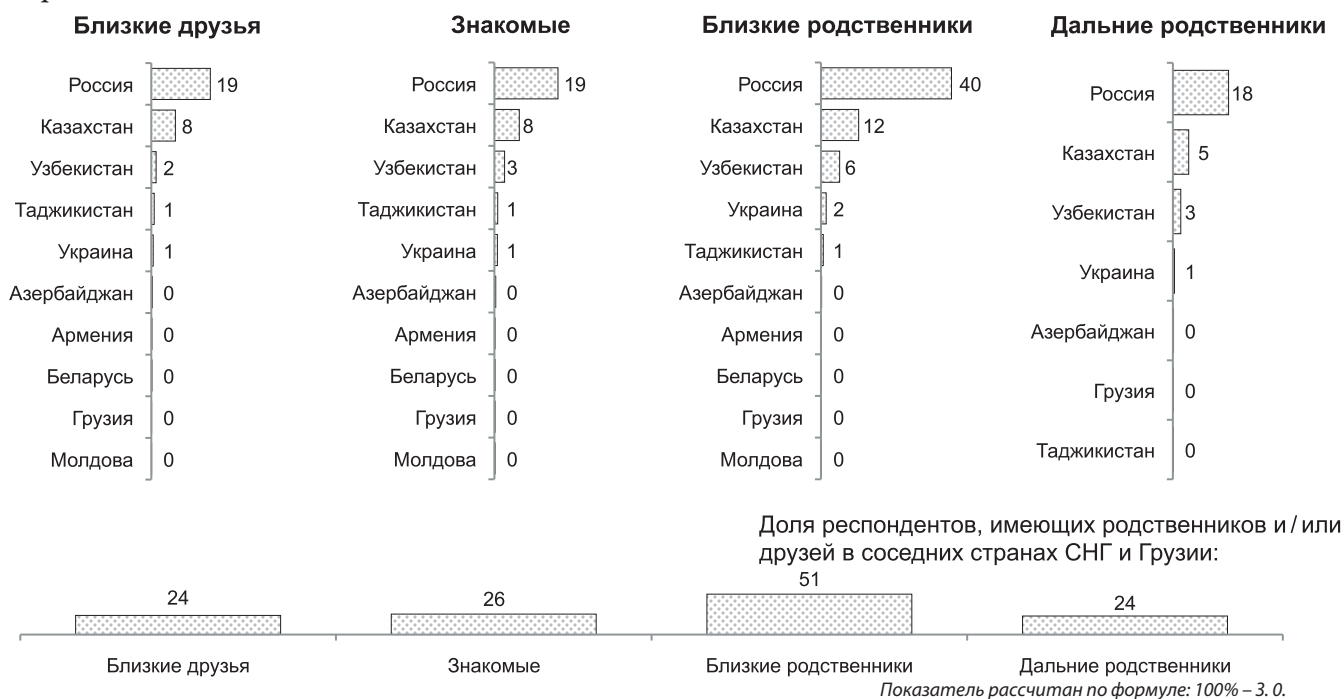 Близкие друзья
Россия 19
Казахстан 8
Узбекистан 2
Таджикистан 1
Украина 1
Азербайджан 0
Армения 0
Беларусь 0
Грузия 0
Молдова 0
Знакомые
Россия 19
Казахстан 8
Узбекистан 3
Таджикистан 1
Украина 1
Азербайджан 0
Армения 0
Беларусь 0
Грузия 0
Молдова 0
Близкие родственники
Россия 40
Казахстан 12
Узбекистан 6
Украина 2
Таджикистан 1
Азербайджан 0
Армения 0
Беларусь 0
Грузия 0
Молдова 0
Дальние родственники
Россия 18
Казахстан 5
Узбекистан 3
Украина 1
Азербайджан 0
Грузия 0
Таджикистан 0
Доля респондентов, имеющих родственников и/или
друзей в соседних странах СНГ и Грузии:
24 26 51 24
Близкие друзья Знакомые Близкие родственники Дальние родственники
Показатель рассчитан по формуле: 100% – З. О.